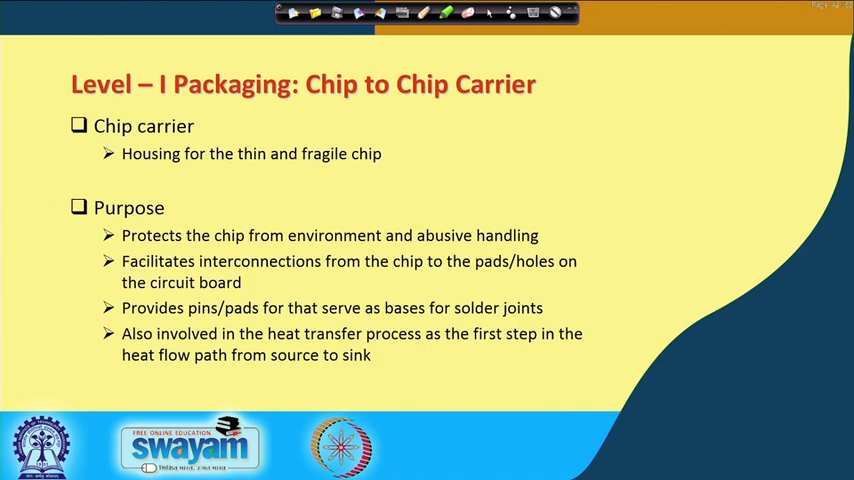 Level – I Packaging: Chip to Chip Carrier
❑ Chip carrier
➢ Housing for the thin and fragile chip
❑ Purpose
➢ Protects the chip from environment and abusive handling
➢ Facilitates interconnections from the chip to the pads/holes on
the circuit board
➢ Provides pins/pads for that serve as bases for solder joints
➢ Also involved in the heat transfer process as the first step in the
heat flow path from source to sink
FREE ONLINE EDUCATION
swayam